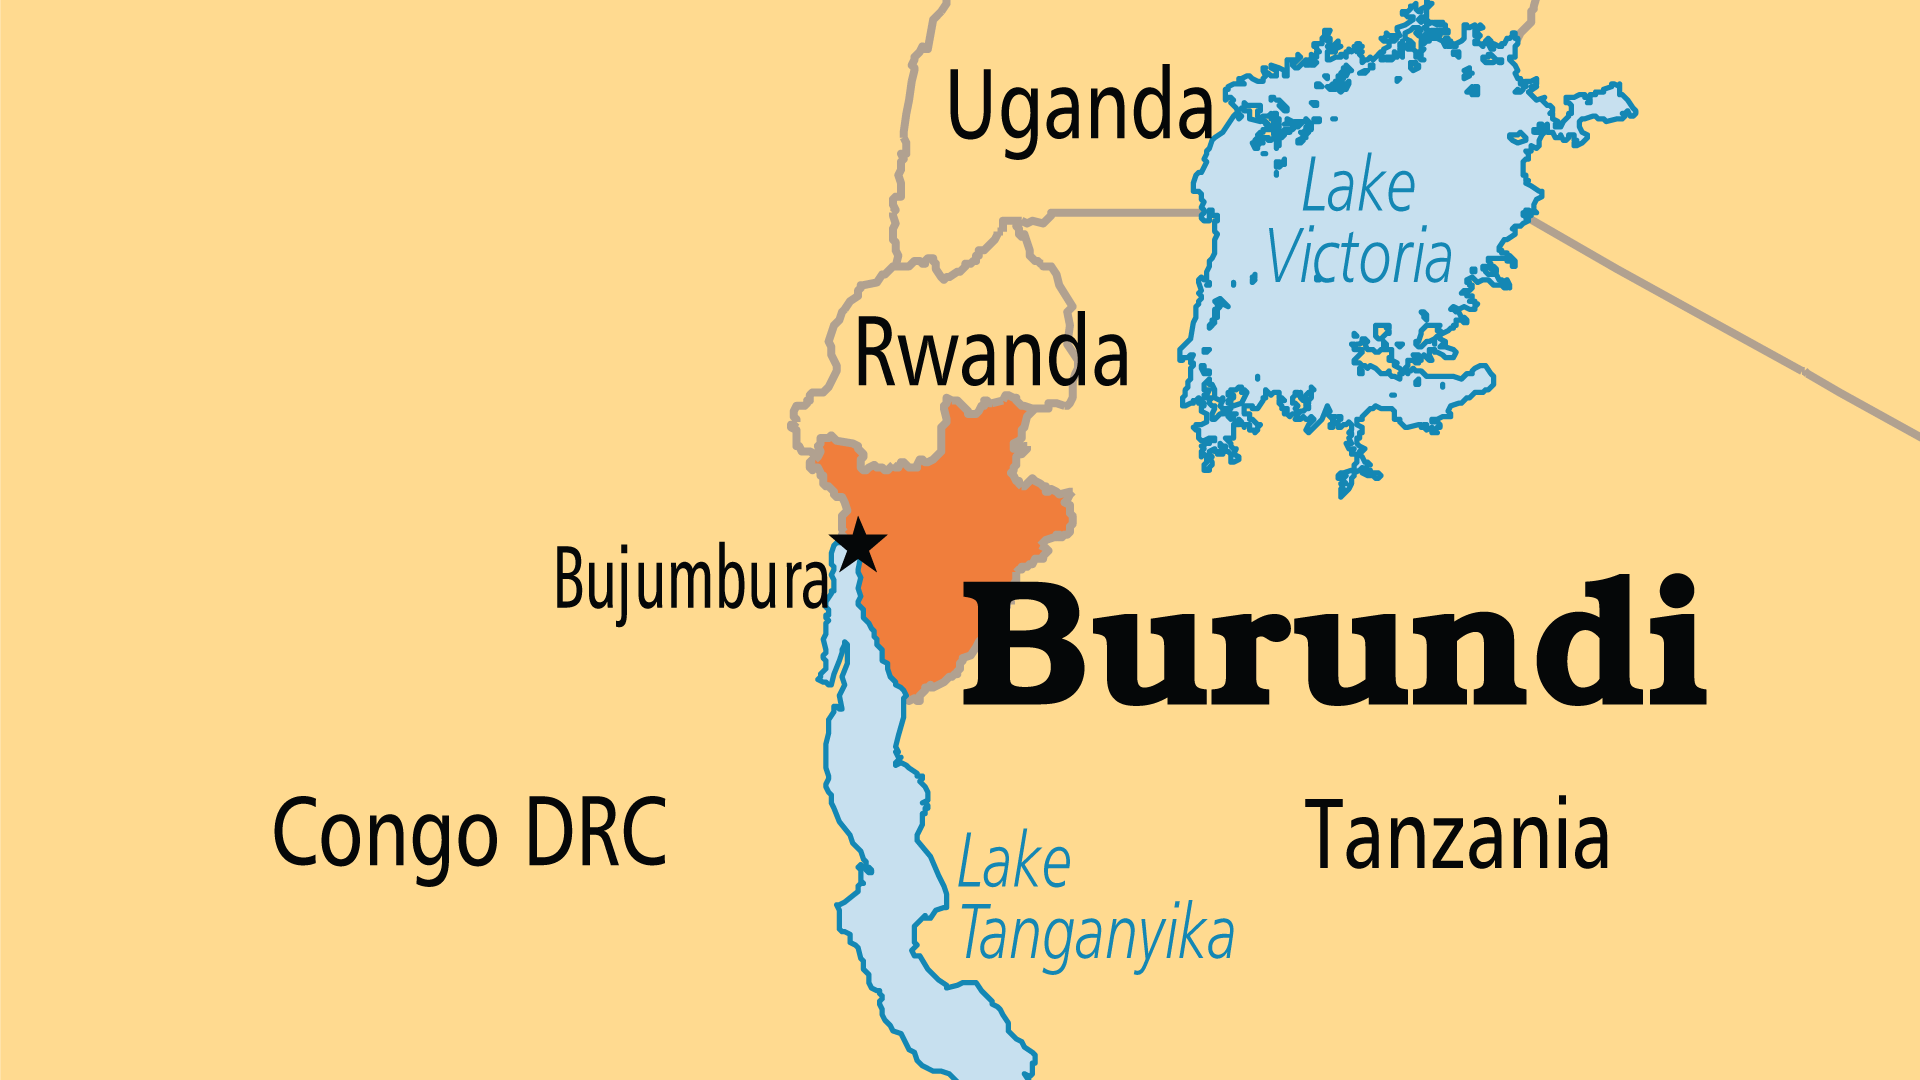 Uganda
Lake
Victoria
Rwanda
Bujumbura
Burundi
Congo DRC
Tanzania
Lake
Tanganyika